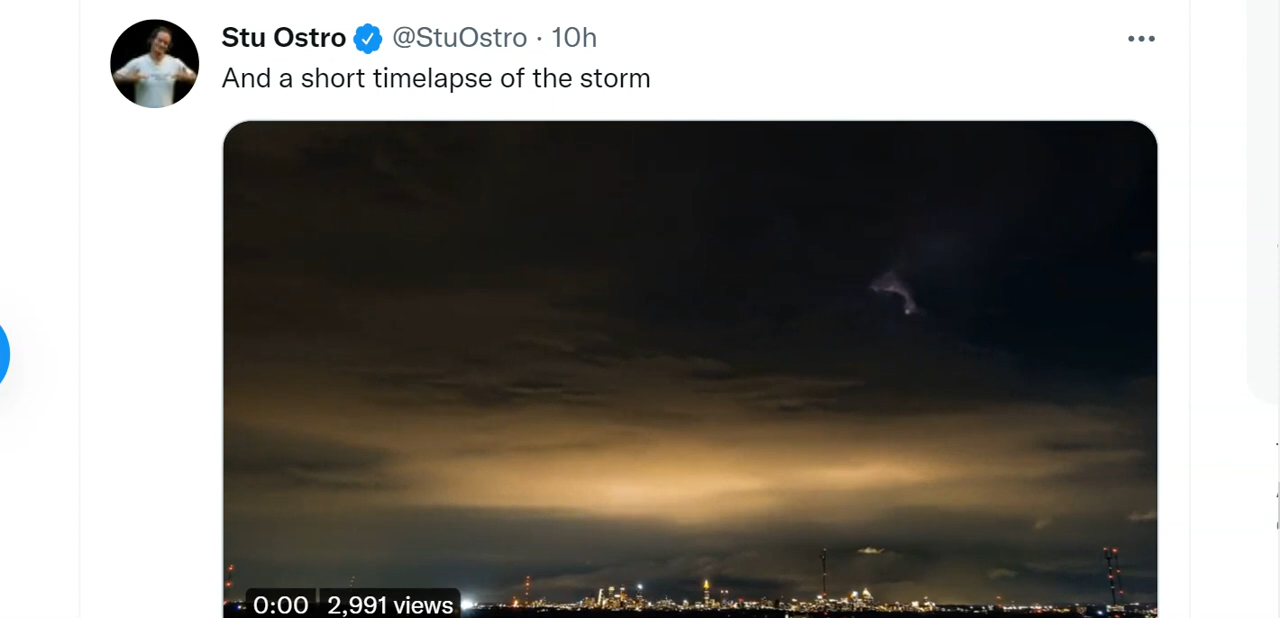 Stu Ostro @StuOstro · 10h
And a short timelapse of the storm
0:00 2,991 views